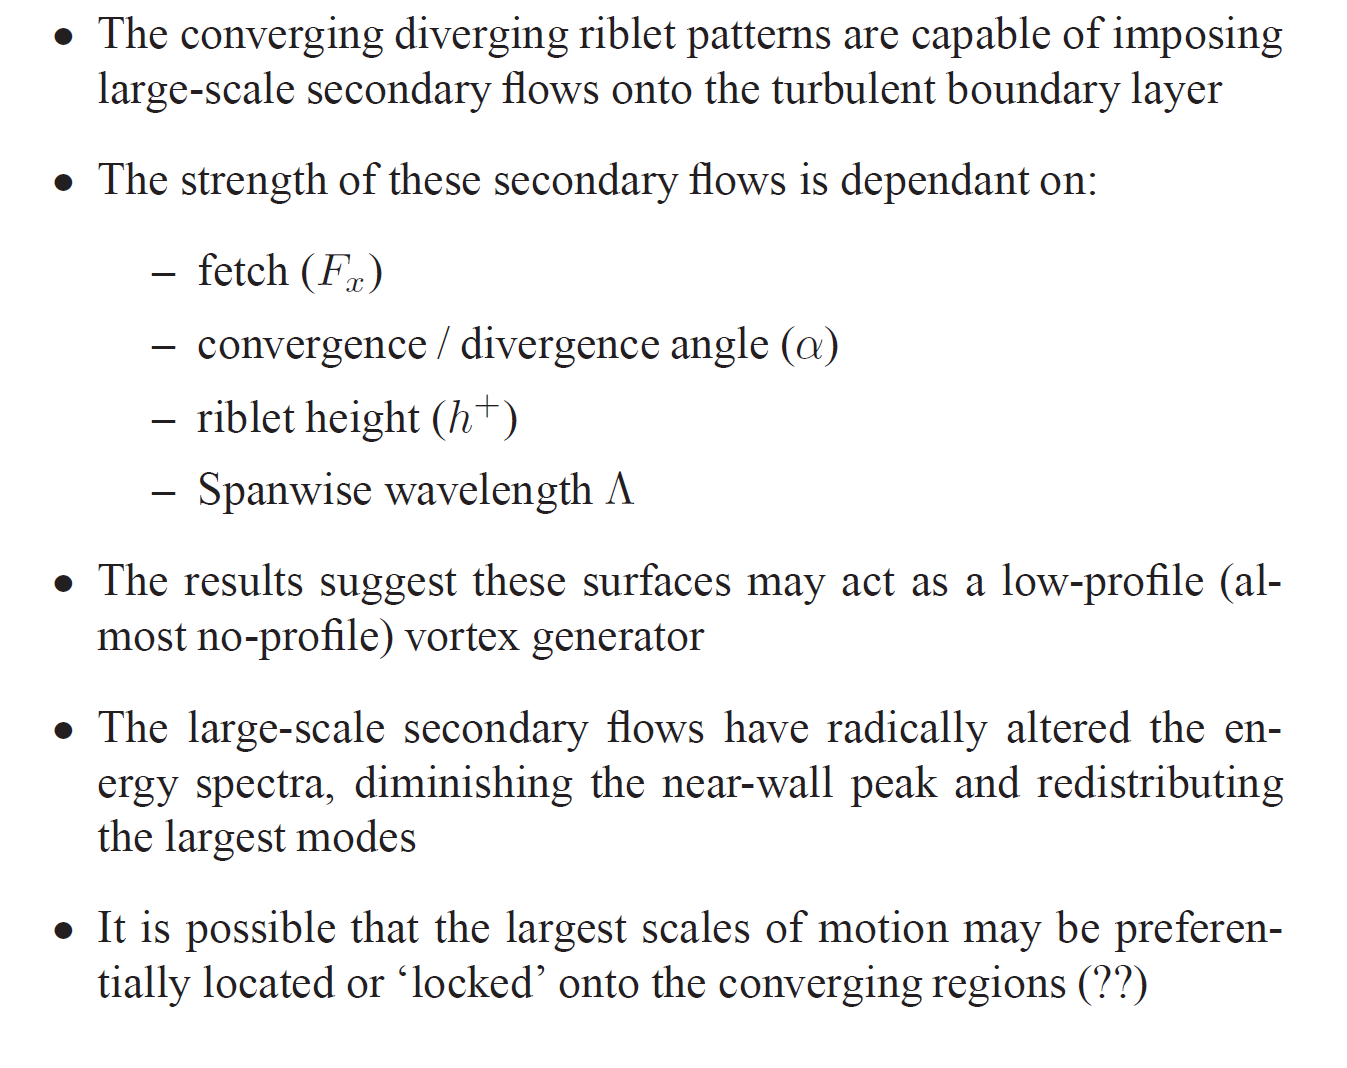 • The converging diverging riblet patterns are capable of imposing
large-scale secondary flows onto the turbulent boundary layer
• The strength of these secondary flows is dependant on:
– fetch (Fₓ)
– convergence / divergence angle (α)
– riblet height (h⁺)
– Spanwise wavelength Λ
• The results suggest these surfaces may act as a low-profile (al-
most no-profile) vortex generator
• The large-scale secondary flows have radically altered the en-
ergy spectra, diminishing the near-wall peak and redistributing
the largest modes
• It is possible that the largest scales of motion may be preferen-
tially located or ‘locked’ onto the converging regions (??)